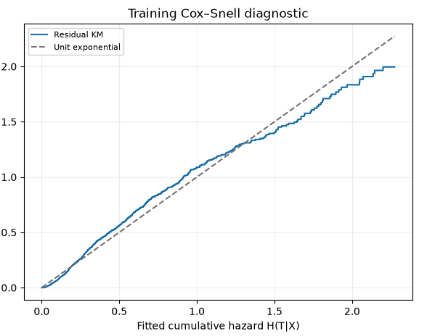 Training Cox–Snell diagnostic
Residual KM
Unit exponential
2.0
1.5
1.0
0.5
0.0
0.0 0.5 1.0 1.5 2.0
Fitted cumulative hazard H(T|X)